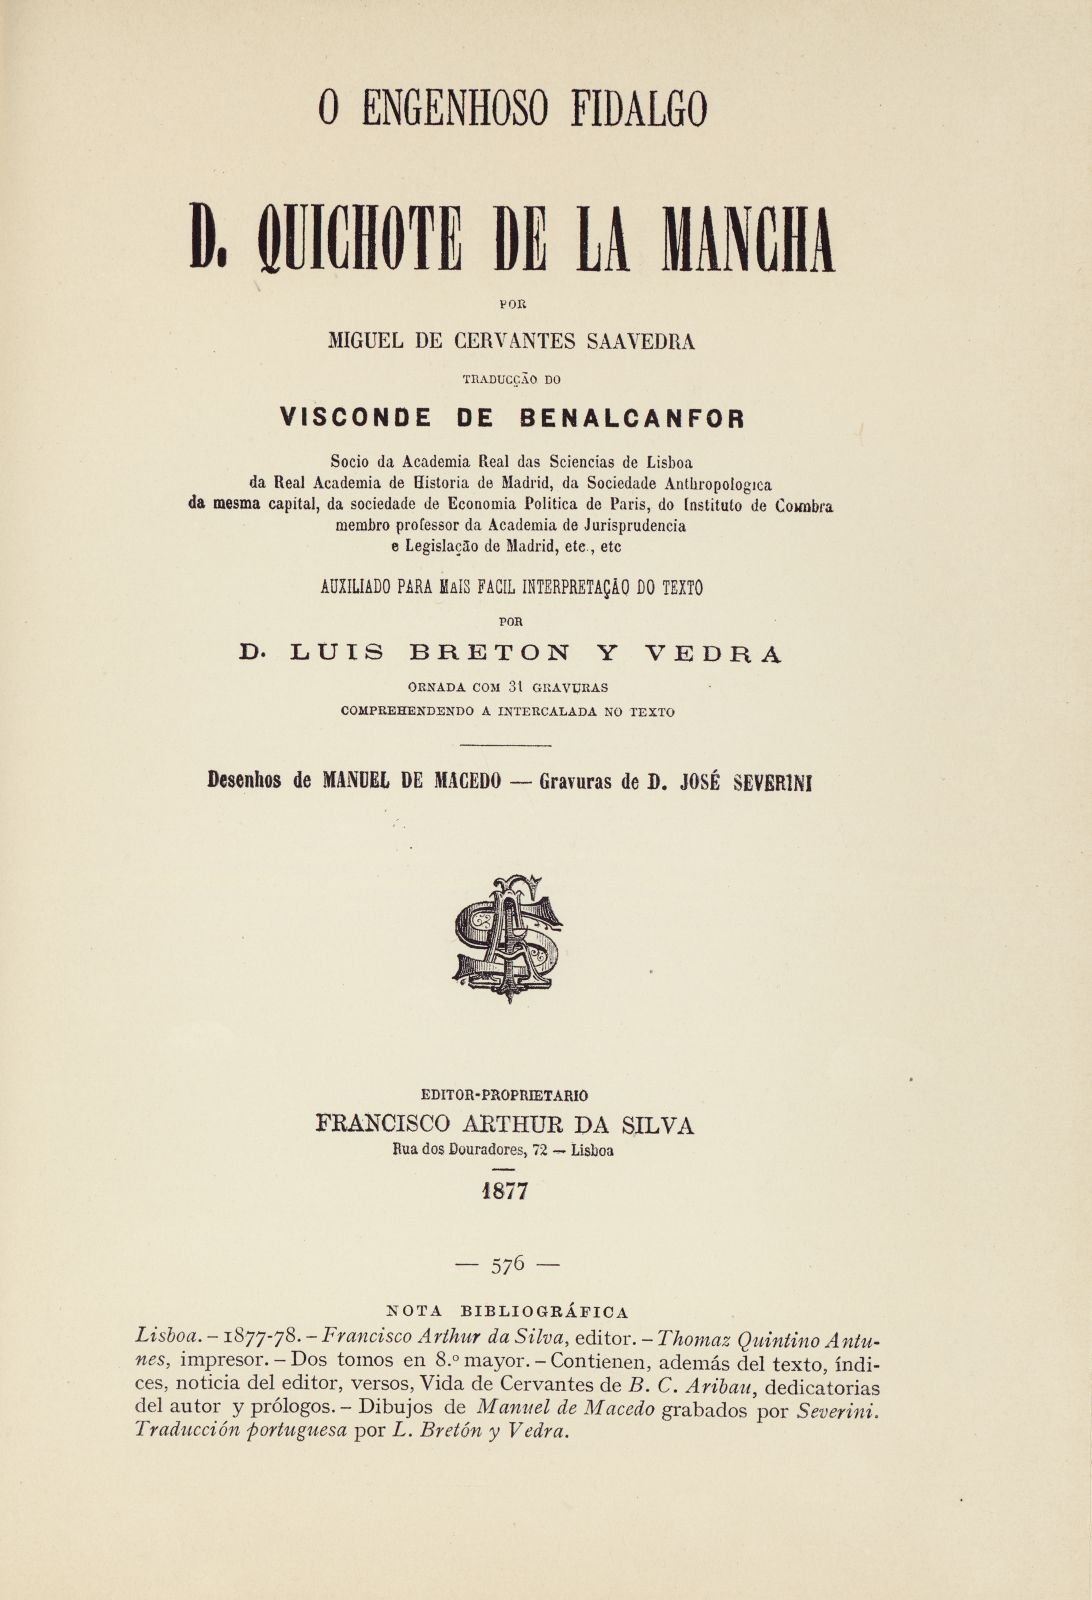 O ENGENHOSO FIDALGO
D. QUICHOTE DE LA MANCHA
POR
MIGUEL DE CERVANTES SAAVEDRA
TRADUCÇÃO DO
VISCONDE DE BENALCANFOR
Socio da Academia Real das Sciencias de Lisboa
da Real Academia de Historia de Madrid, da Sociedade Anthropologica
da mesma capital, da sociedade de Economia Politica de Paris, do Instituto de Coimbra
membro professor da Academia de Jurisprudencia
e Legislação de Madrid, etc., etc
AUXILIADO PARA MAIS FACIL INTERPRETAÇÃO DO TEXTO
POR
D. LUIS BRETON Y VEDRA
ORNADA COM 31 GRAVURAS
COMPREHENDENDO A INTERCALADA NO TEXTO
Desenhos de MANUEL DE MACEDO — Gravuras de D. JOSÉ SEVERINI
EDITOR-PROPRIETARIO
FRANCISCO ARTHUR DA SILVA
Rua dos Douradores, 72 — Lisboa
1877
— 576 —
NOTA BIBLIOGRÁFICA
Lisboa. – 1877-78. – Francisco Arthur da Silva, editor. – Thomaz Quintino Antu-
nes, impresor. – Dos tomos en 8.º mayor. – Contienen, además del texto, índi-
ces, noticia del editor, versos, Vida de Cervantes de B. C. Aribau, dedicatorias
del autor y prólogos. – Dibujos de Manuel de Macedo grabados por Severini.
Traducción portuguesa por L. Bretón y Vedra.